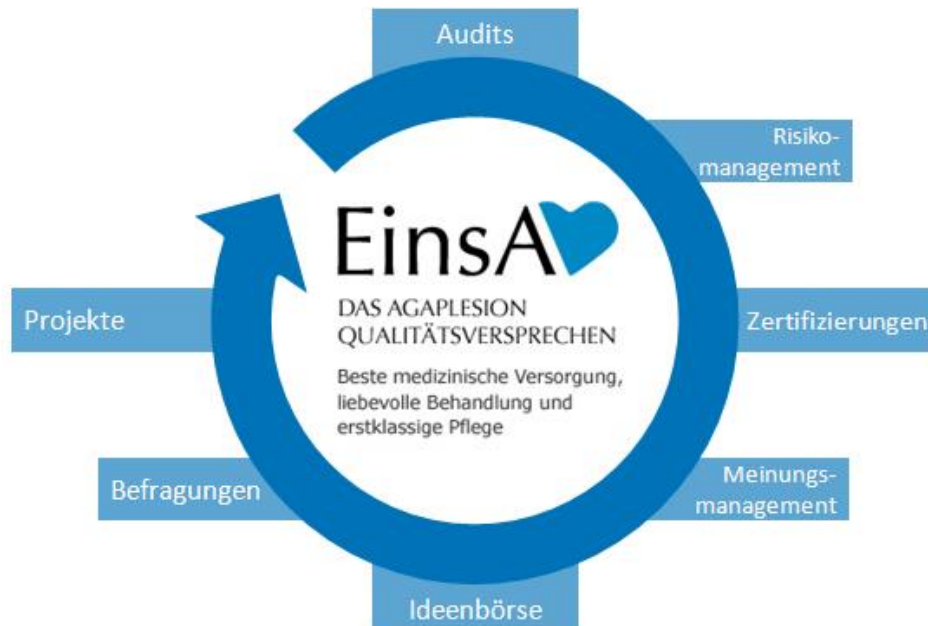 Audits
Risiko-
management
EinsA
DAS AGAPLESION
QUALITÄTSVERSPRECHEN
Beste medizinische Versorgung,
liebevolle Behandlung und
erstklassige Pflege
Projekte
Zertifizierungen
Befragungen
Meinungs-
management
Ideenbörse